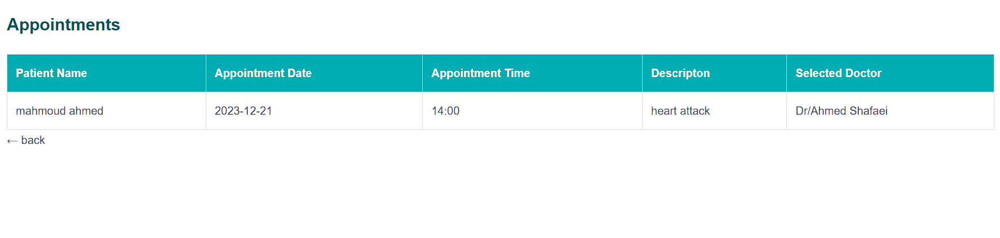 Appointments
Patient Name Appointment Date Appointment Time Descripton Selected Doctor
mahmoud ahmed 2023-12-21 14:00 heart attack Dr/Ahmed Shafaei
← back